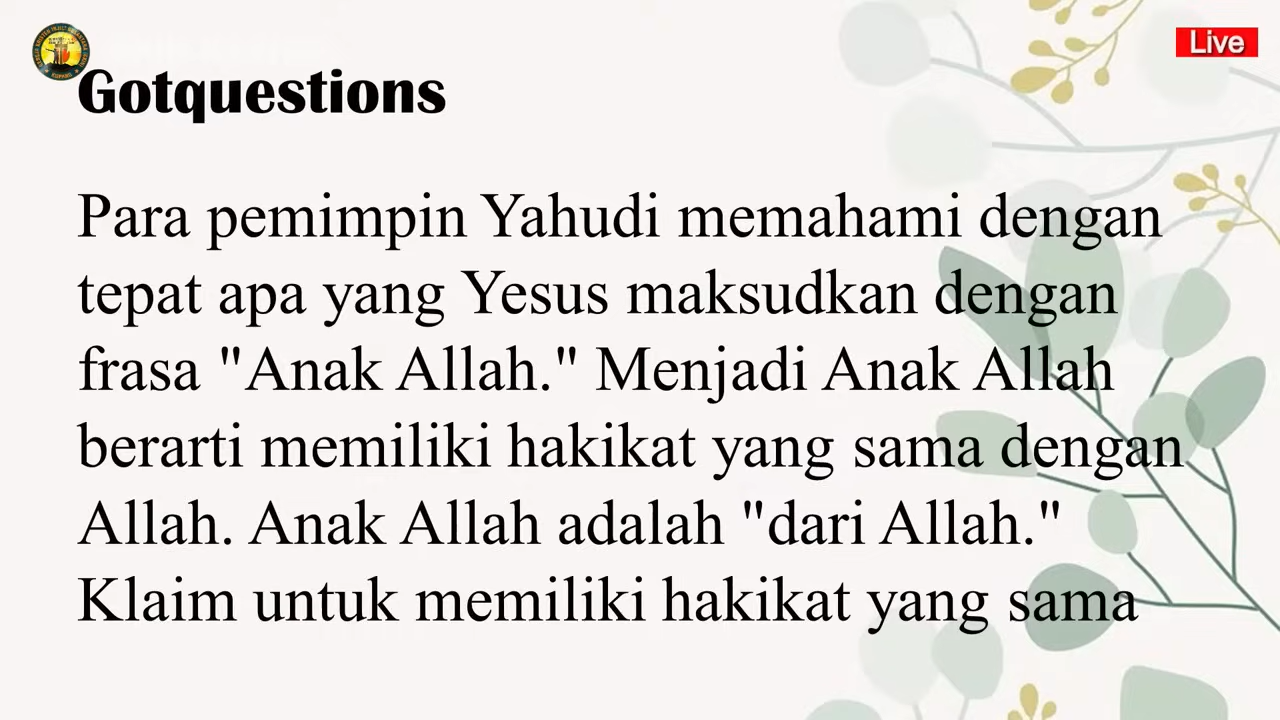 Live
Gotquestions
Para pemimpin Yahudi memahami dengan
tepat apa yang Yesus maksudkan dengan
frasa "Anak Allah." Menjadi Anak Allah
berarti memiliki hakikat yang sama dengan
Allah. Anak Allah adalah "dari Allah."
Klaim untuk memiliki hakikat yang sama